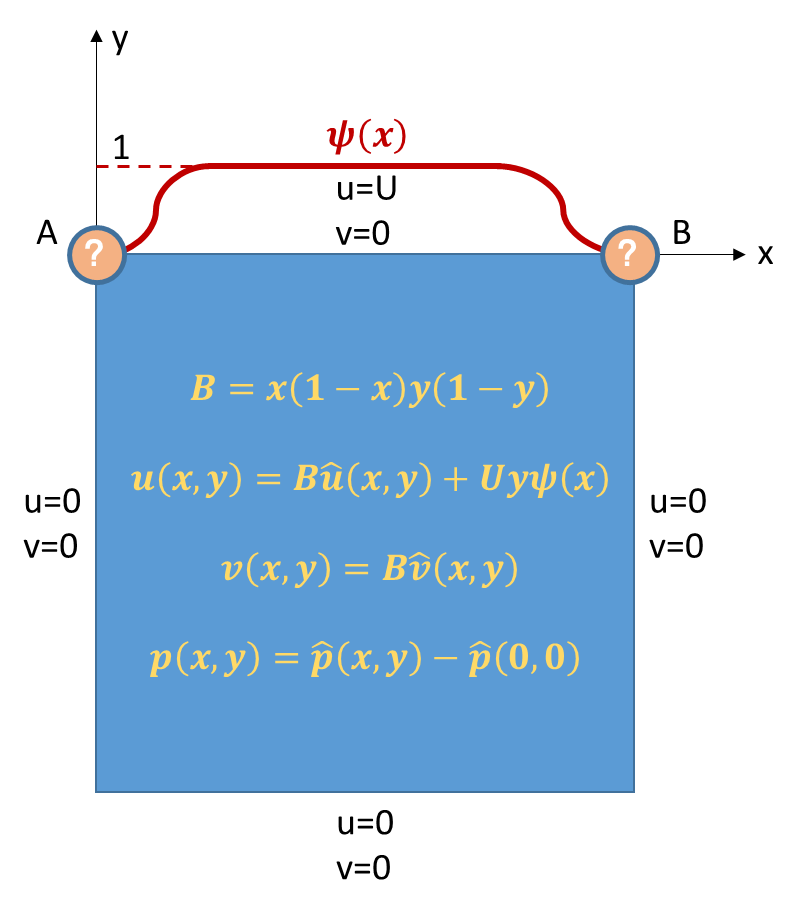 y
1
ψ(x)
u=U
v=0
A
?
?
B
x
B = x(1 − x)y(1 − y)
u(x, y) = Bû(x, y) + Uyψ(x)
u=0
v=0
u=0
v=0
v(x, y) = Bv̂(x, y)
p(x, y) = p̂(x, y) − p̂(0, 0)
u=0
v=0